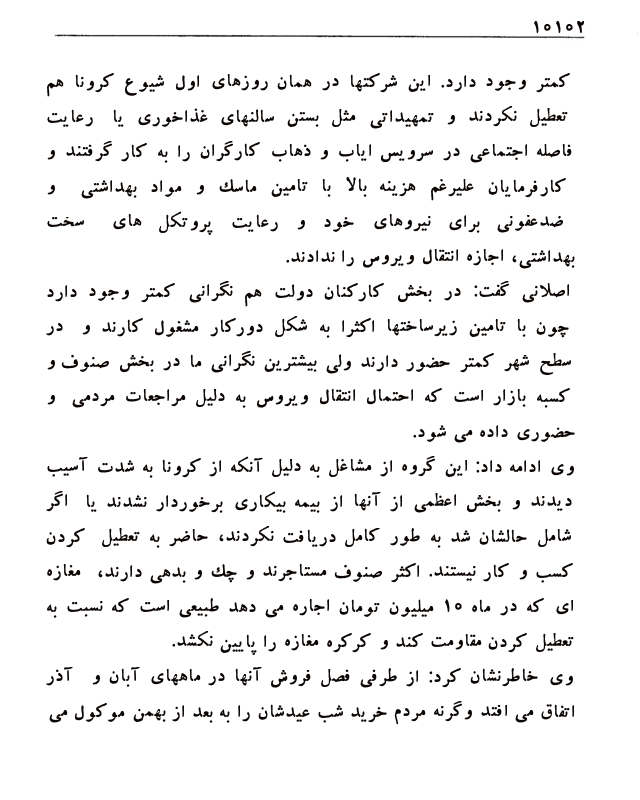 ۱۰۱۰۲
کمتر وجود دارد. این شرکتها در همان روزهای اول شیوع کرونا هم
تعطیل نکردند و تمهیداتی مثل بستن سالنهای غذاخوری یا رعایت
فاصله اجتماعی در سرویس ایاب و ذهاب کارگران را به کار گرفتند و
کارفرمایان علیرغم هزینه بالا با تامین ماسک و مواد بهداشتی و
ضدعفونی برای نیروهای خود و رعایت پروتکل های سخت
بهداشتی، اجازه انتقال ویروس را ندادند.
اصلانی گفت: در بخش کارکنان دولت هم نگرانی کمتر وجود دارد
چون با تامین زیرساختها اکثرا به شکل دورکار مشغول کارند و در
سطح شهر کمتر حضور دارند ولی بیشترین نگرانی ما در بخش صنوف و
کسبه بازار است که احتمال انتقال ویروس به دلیل مراجعات مردمی و
حضوری داده می شود.
وی ادامه داد: این گروه از مشاغل به دلیل آنکه از کرونا به شدت آسیب
دیدند و بخش اعظمی از آنها از بیمه بیکاری برخوردار نشدند یا اگر
شامل حالشان شد به طور کامل دریافت نکردند، حاضر به تعطیل کردن
کسب و کار نیستند. اکثر صنوف مستاجرند و چک و بدهی دارند، مغازه
ای که در ماه ۱۰ میلیون تومان اجاره می دهد طبیعی است که نسبت به
تعطیل کردن مقاومت کند و کرکره مغازه را پایین نکشد.
وی خاطرنشان کرد: از طرفی فصل فروش آنها در ماههای آبان و آذر
اتفاق می افتد وگرنه مردم خرید شب عیدشان را به بعد از بهمن موکول می